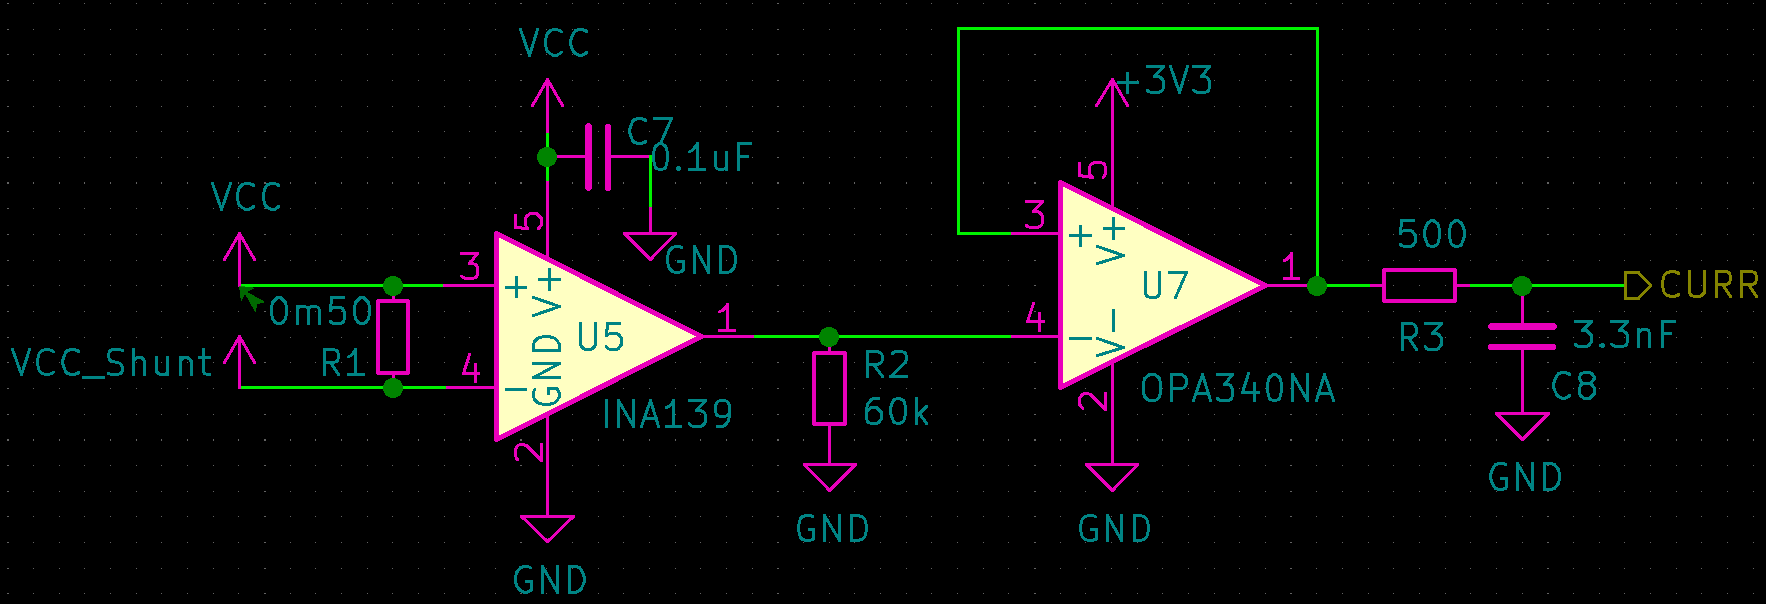 VCC
C7
0.1uF
GND
VCC
VCC_Shunt
0m50
R1
3
4
5
2
1
+
-
V+
GND
U5
INA139
GND
R2
60k
GND
+3V3
3
4
5
2
1
+
-
V+
V-
U7
OPA340NA
GND
500
R3
CURR
3.3nF
C8
GND